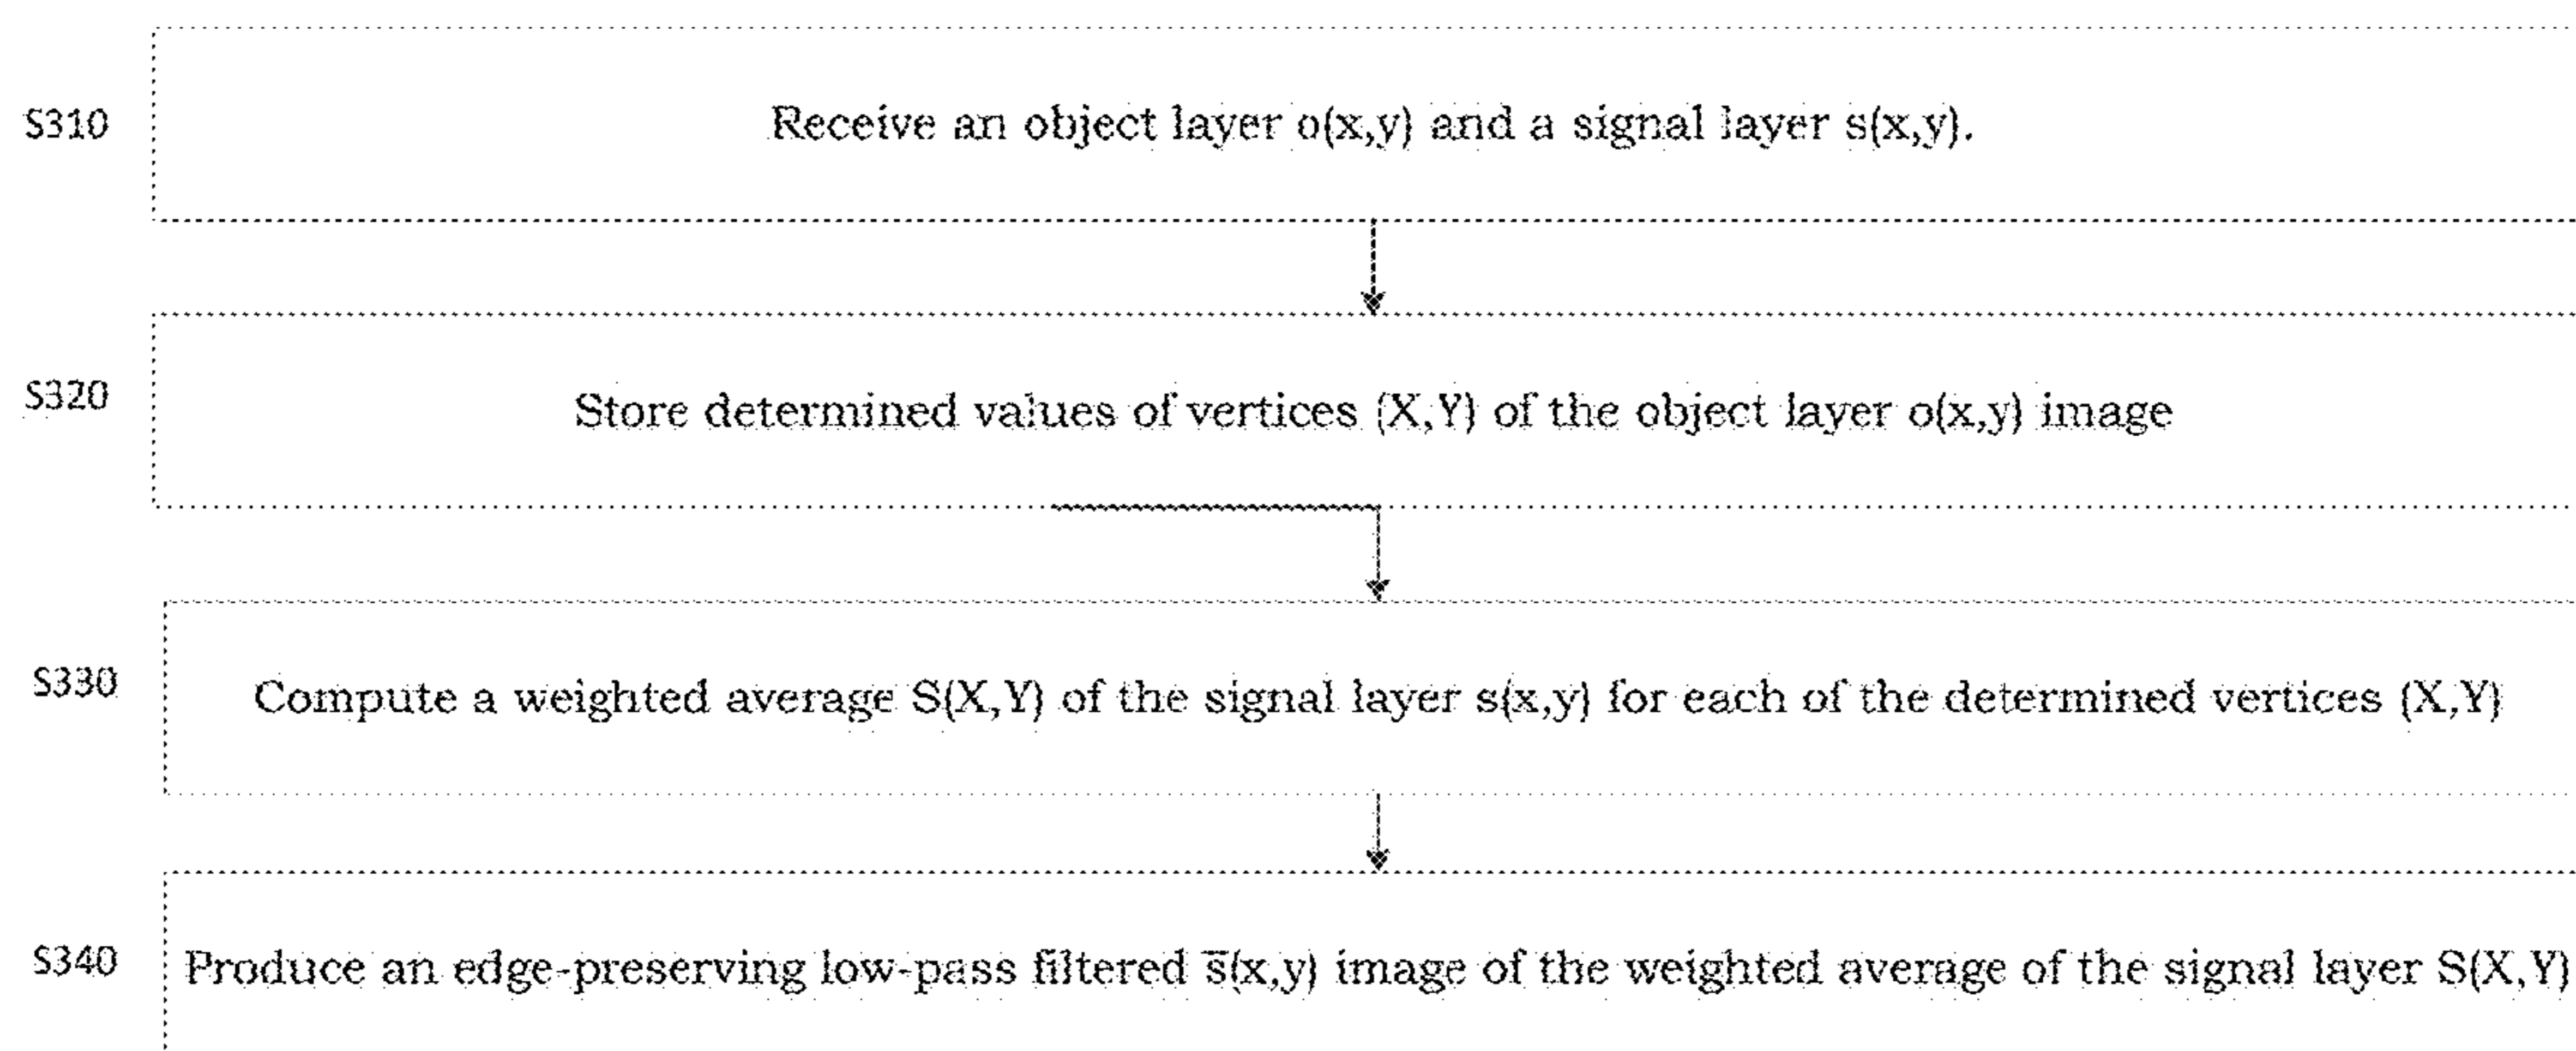 S310 Receive an object layer o(x,y) and a signal layer s(x,y).
S320 Store determined values of vertices (X,Y) of the object layer o(x,y) image
S330 Compute a weighted average S(X,Y) of the signal layer s(x,y) for each of the determined vertices (X,Y)
S340 Produce an edge-preserving low-pass filtered s̅(x,y) image of the weighted average of the signal layer S(X,Y)